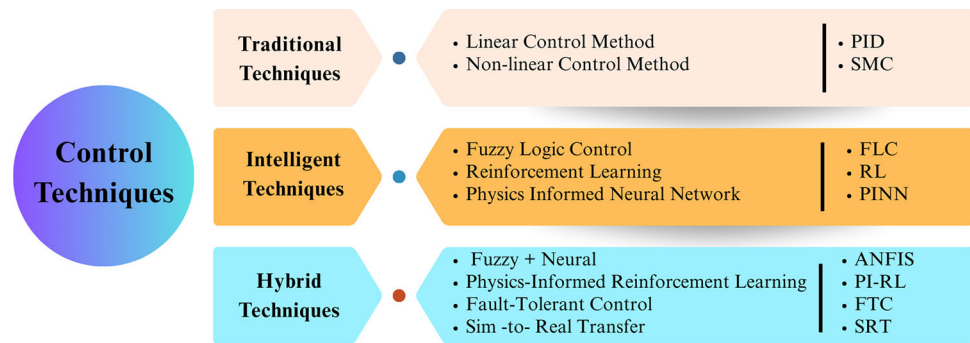 Control
Techniques
Traditional
Techniques
• Linear Control Method
• Non-linear Control Method
• PID
• SMC
Intelligent
Techniques
• Fuzzy Logic Control
• Reinforcement Learning
• Physics Informed Neural Network
• FLC
• RL
• PINN
Hybrid
Techniques
• Fuzzy + Neural
• Physics-Informed Reinforcement Learning
• Fault-Tolerant Control
• Sim -to- Real Transfer
• ANFIS
• PI-RL
• FTC
• SRT